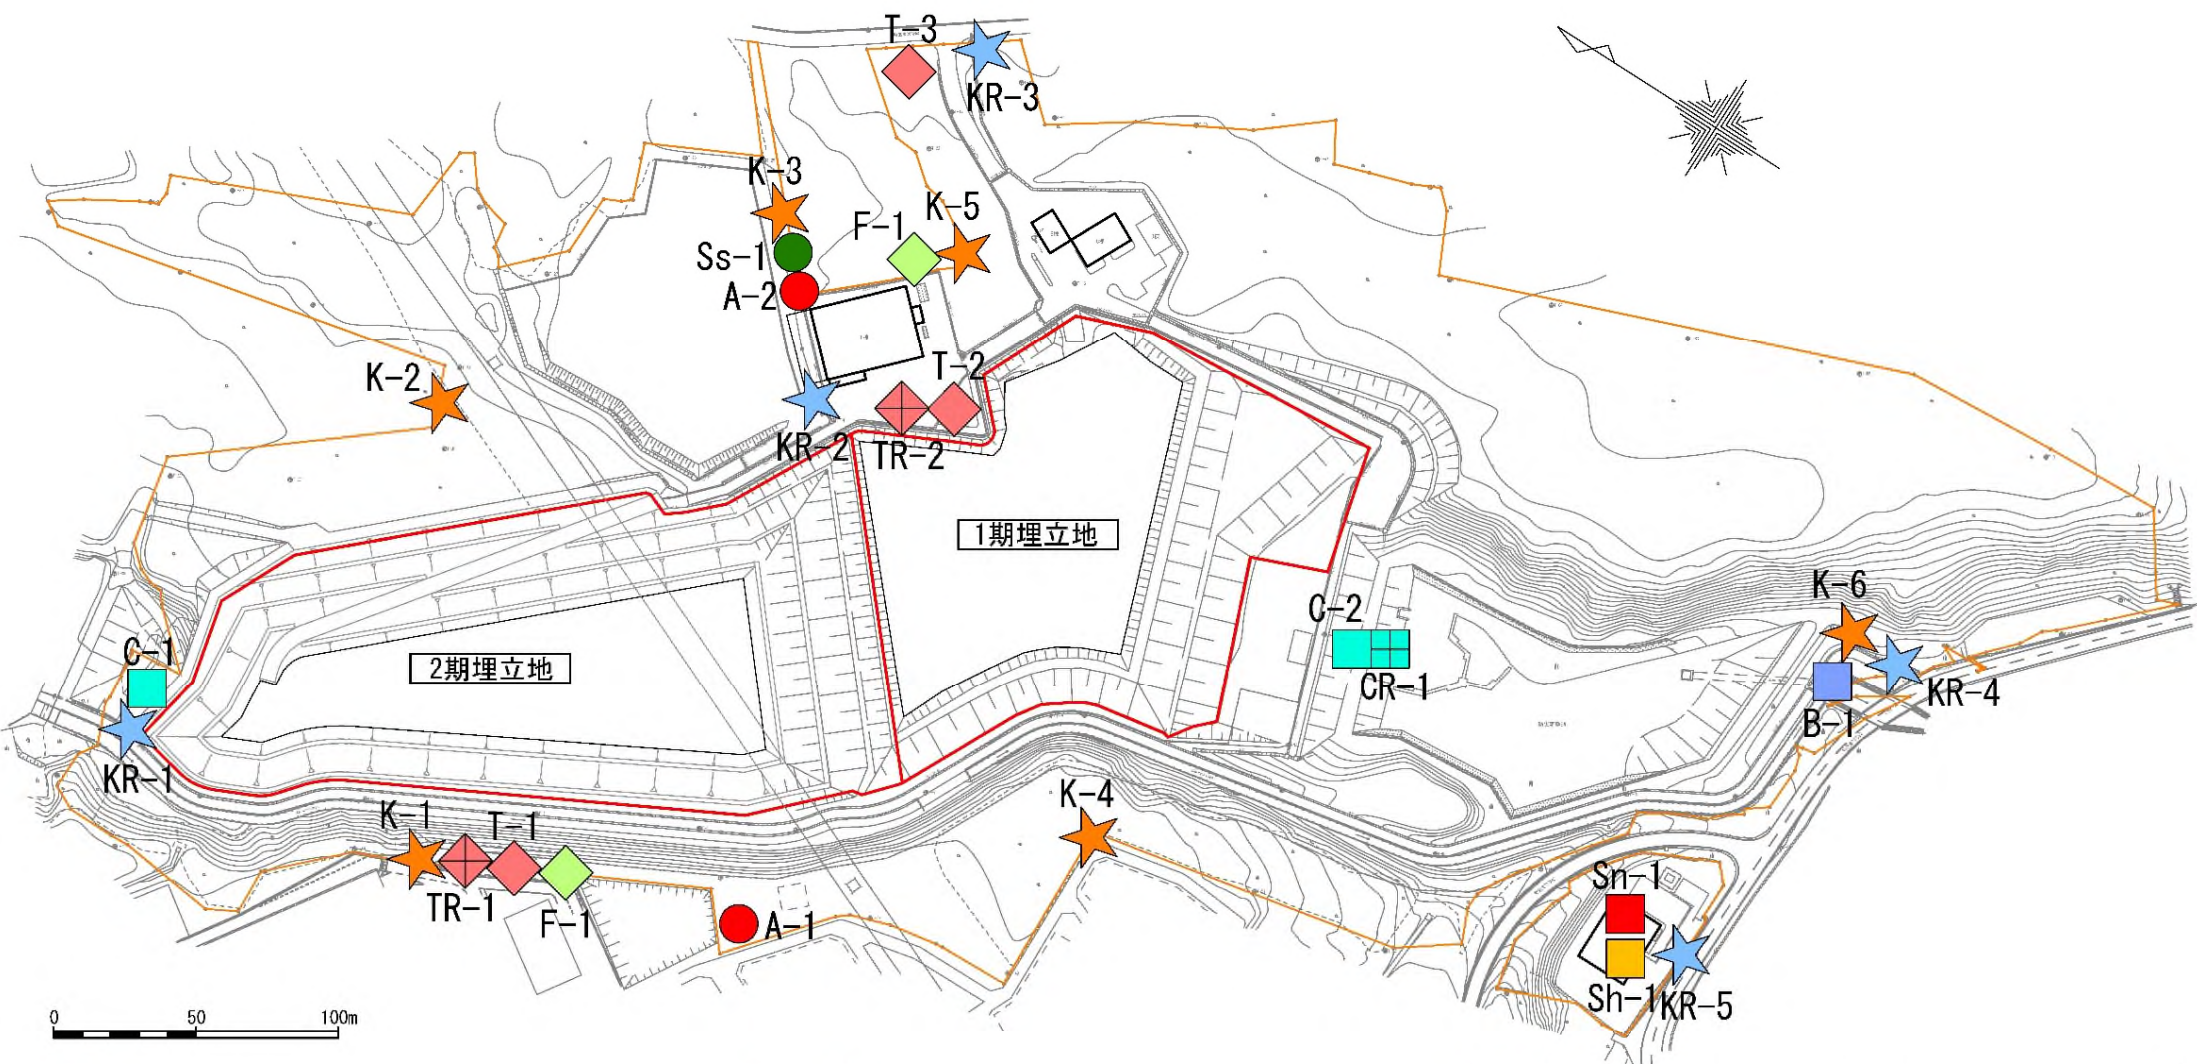 T-3
KR-3
K-3
K-5
F-1
Ss-1
A-2
K-2
T-2
KR-2
TR-2
1期埋立地
K-6
C-2
C-1
2期埋立地
CR-1
KR-4
B-1
KR-1
K-4
K-1
T-1
Sn-1
TR-1
F-1
A-1
Sh-1
KR-5
0 50 100m